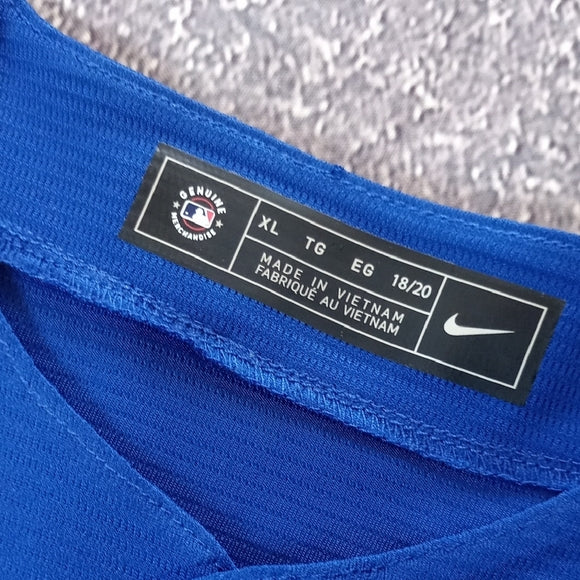 GENUINE
MERCHANDISE
XL TG EG 18/20
MADE IN VIETNAM
FABRIQUÉ AU VIETNAM